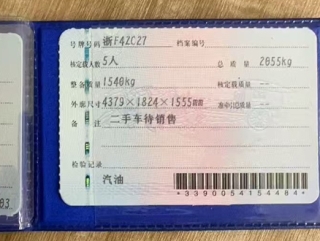 号牌号码 浙F4ZC27 档案编号
核定载人数 5人 总质量 2055kg
整备质量 1540kg 核定载质量 --
外廓尺寸 4379×1824×1555mm 准牵引总质量 --
备注 二手车待销售
检验记录
汽油
*3390054154484*
03